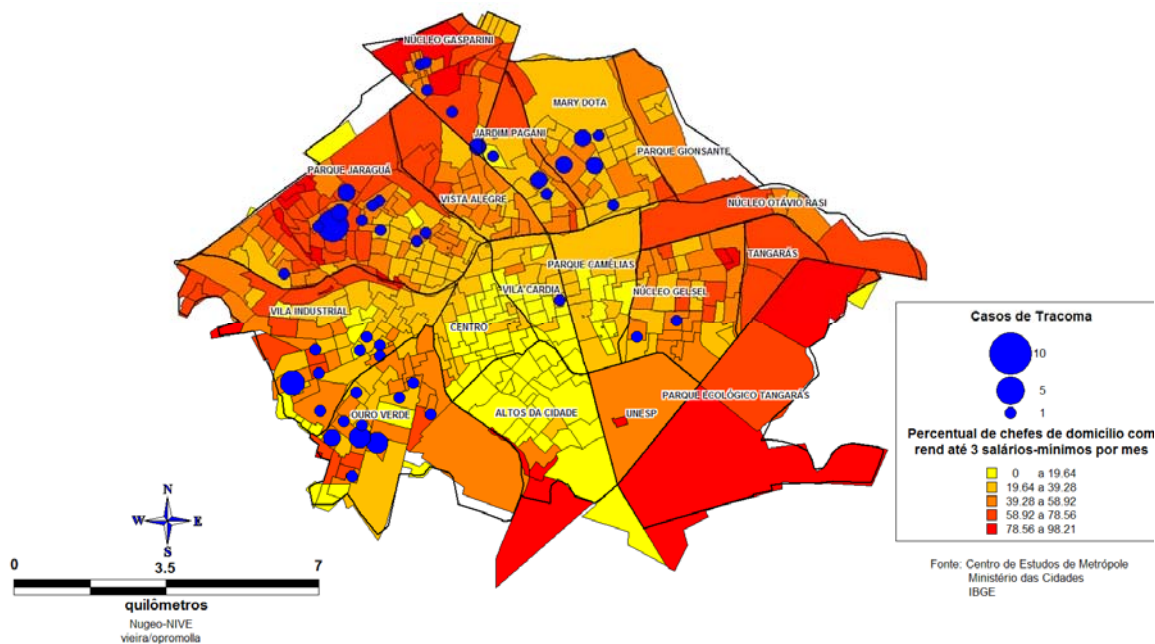 NÚCLEO GASPARINI
MARY DOTA
JARDIM PAGANI
PARQUE GIONSANTE
PARQUE JARAGUÁ
VISTA ALEGRE
NÚCLEO OTÁVIO RASI
TANGARÁS
PARQUE CAMÉLIAS
VILA CARDIA
NÚCLEO GELSEL
VILA INDUSTRIAL
CENTRO
PARQUE ECOLÓGICO TANGARÁS
OURO VERDE
ALTOS DA CIDADE
UNESP
Casos de Tracoma
10
5
1
Percentual de chefes de domicílio com
rend até 3 salários-mínimos por mes
0 a 19.64
19.64 a 39.28
39.28 a 58.92
58.92 a 78.56
78.56 a 98.21
N
W E
S
0 3.5 7
quilômetros
Nugeo-NIVE
vieira/opromolla
Fonte: Centro de Estudos de Metrópole
Ministério das Cidades
IBGE